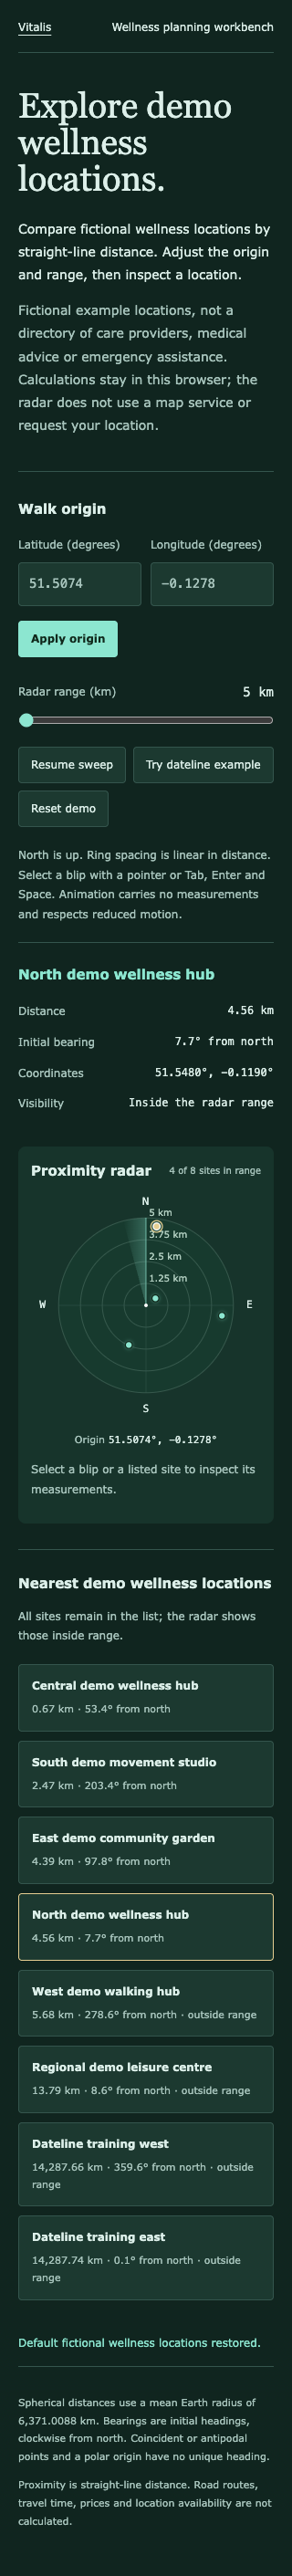 Vitalis
Wellness planning workbench
Explore demo
wellness
locations.
Compare fictional wellness locations by
straight-line distance. Adjust the origin
and range, then inspect a location.
Fictional example locations, not a
directory of care providers, medical
advice or emergency assistance.
Calculations stay in this browser; the
radar does not use a map service or
request your location.
Walk origin
Latitude (degrees)
Longitude (degrees)
51.5074
-0.1278
Apply origin
Radar range (km)
5 km
Resume sweep
Try dateline example
Reset demo
North is up. Ring spacing is linear in distance.
Select a blip with a pointer or Tab, Enter and
Space. Animation carries no measurements
and respects reduced motion.
North demo wellness hub
Distance
4.56 km
Initial bearing
7.7° from north
Coordinates
51.5480°, -0.1190°
Visibility
Inside the radar range
Proximity radar
4 of 8 sites in range
N
5 km
3.75 km
2.5 km
1.25 km
W
E
S
Origin 51.5074°, -0.1278°
Select a blip or a listed site to inspect its
measurements.
Nearest demo wellness locations
All sites remain in the list; the radar shows
those inside range.
Central demo wellness hub
0.67 km · 53.4° from north
South demo movement studio
2.47 km · 203.4° from north
East demo community garden
4.39 km · 97.8° from north
North demo wellness hub
4.56 km · 7.7° from north
West demo walking hub
5.68 km · 278.6° from north · outside range
Regional demo leisure centre
13.79 km · 8.6° from north · outside range
Dateline training west
14,287.66 km · 359.6° from north · outside
range
Dateline training east
14,287.74 km · 0.1° from north · outside
range
Default fictional wellness locations restored.
Spherical distances use a mean Earth radius of
6,371.0088 km. Bearings are initial headings,
clockwise from north. Coincident or antipodal
points and a polar origin have no unique heading.
Proximity is straight-line distance. Road routes,
travel time, prices and location availability are not
calculated.